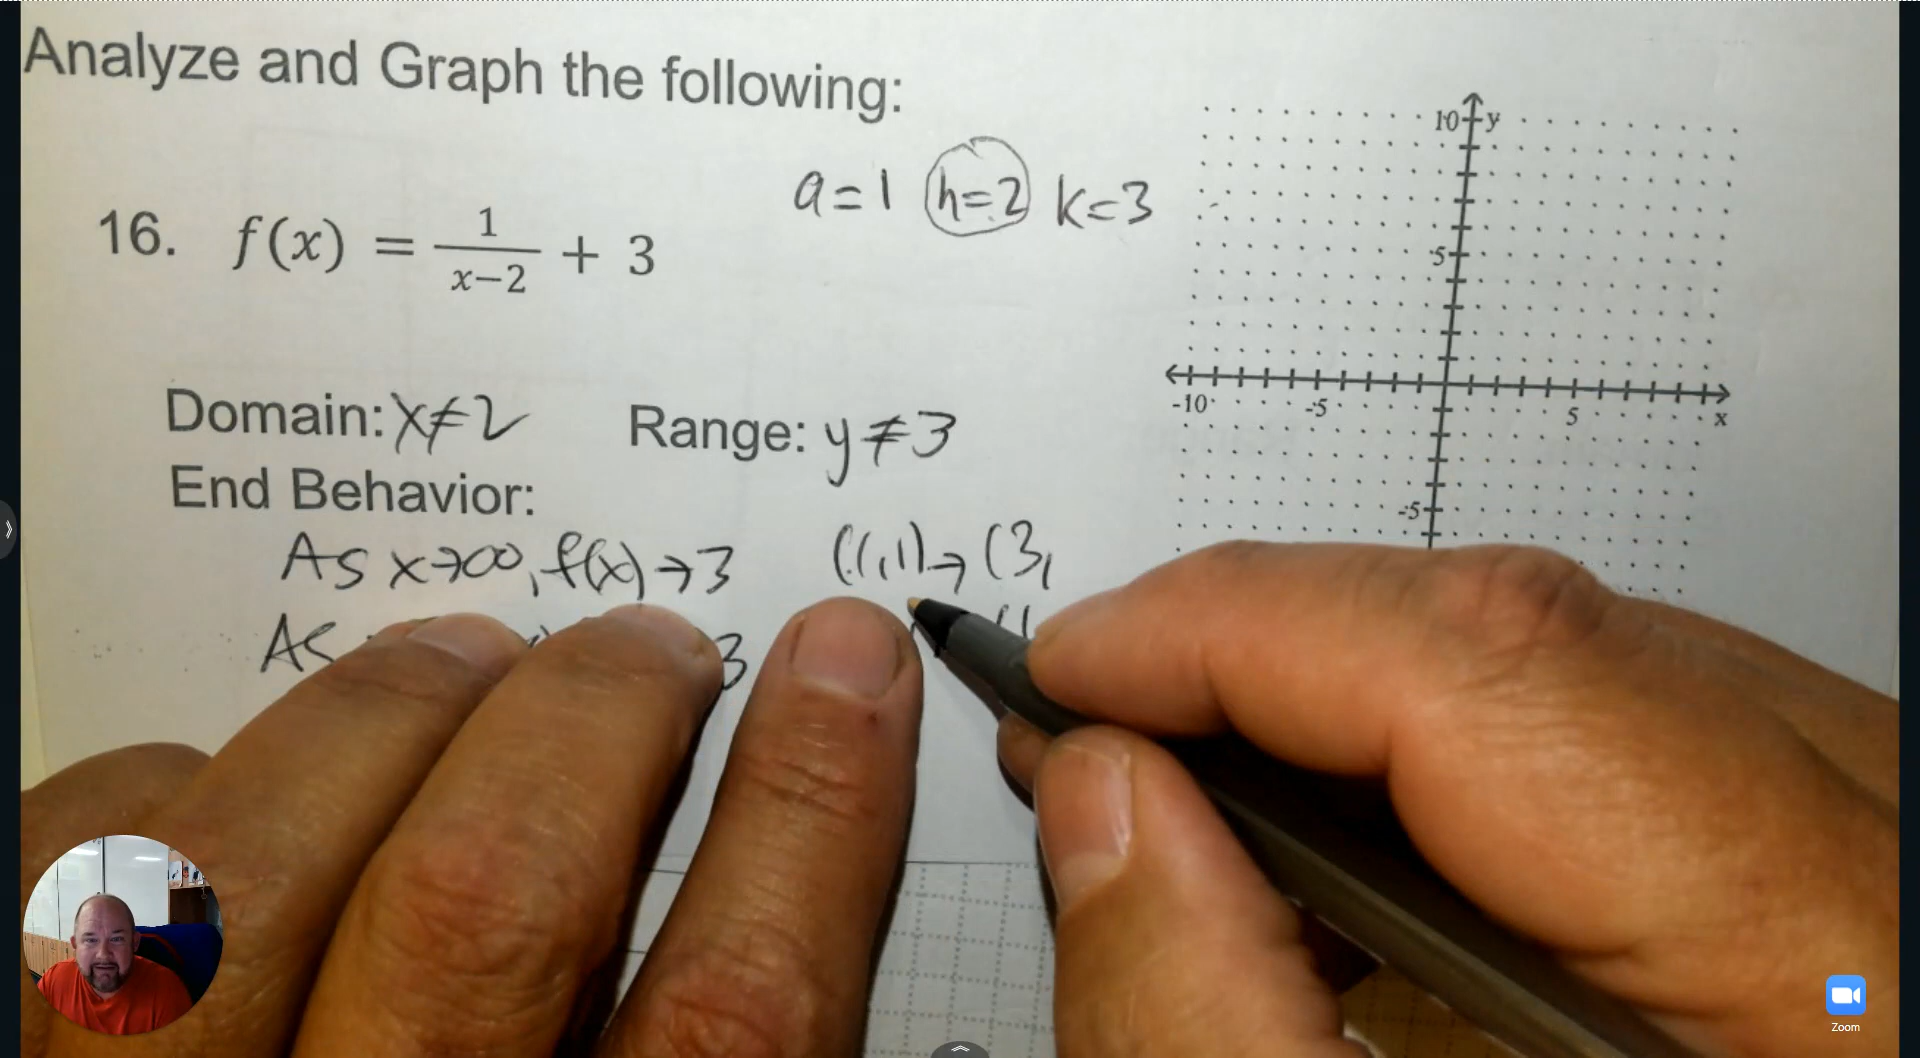 Analyze and Graph the following:
a=1 h=2 k=3
16. f(x) = 1/(x−2) + 3
Domain: x≠2 Range: y≠3
End Behavior:
As x→∞, f(x)→3 (1,1)→(3,
As 3 (1
10 y
5
-10 -5 5 x
-5
Zoom